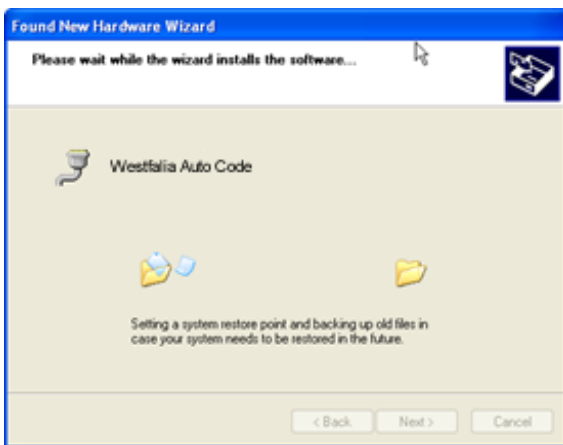 Found New Hardware Wizard
Please wait while the wizard installs the software...
Westfalia Auto Code
Setting a system restore point and backing up old files in
case your system needs to be restored in the future.
< Back
Next >
Cancel